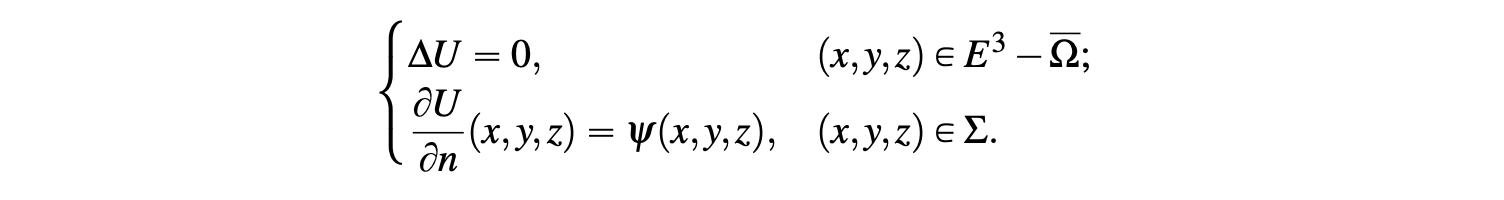 ΔU = 0, (x,y,z) ∈ E³ − Ω̅;
∂U/∂n (x,y,z) = ψ(x,y,z), (x,y,z) ∈ Σ.